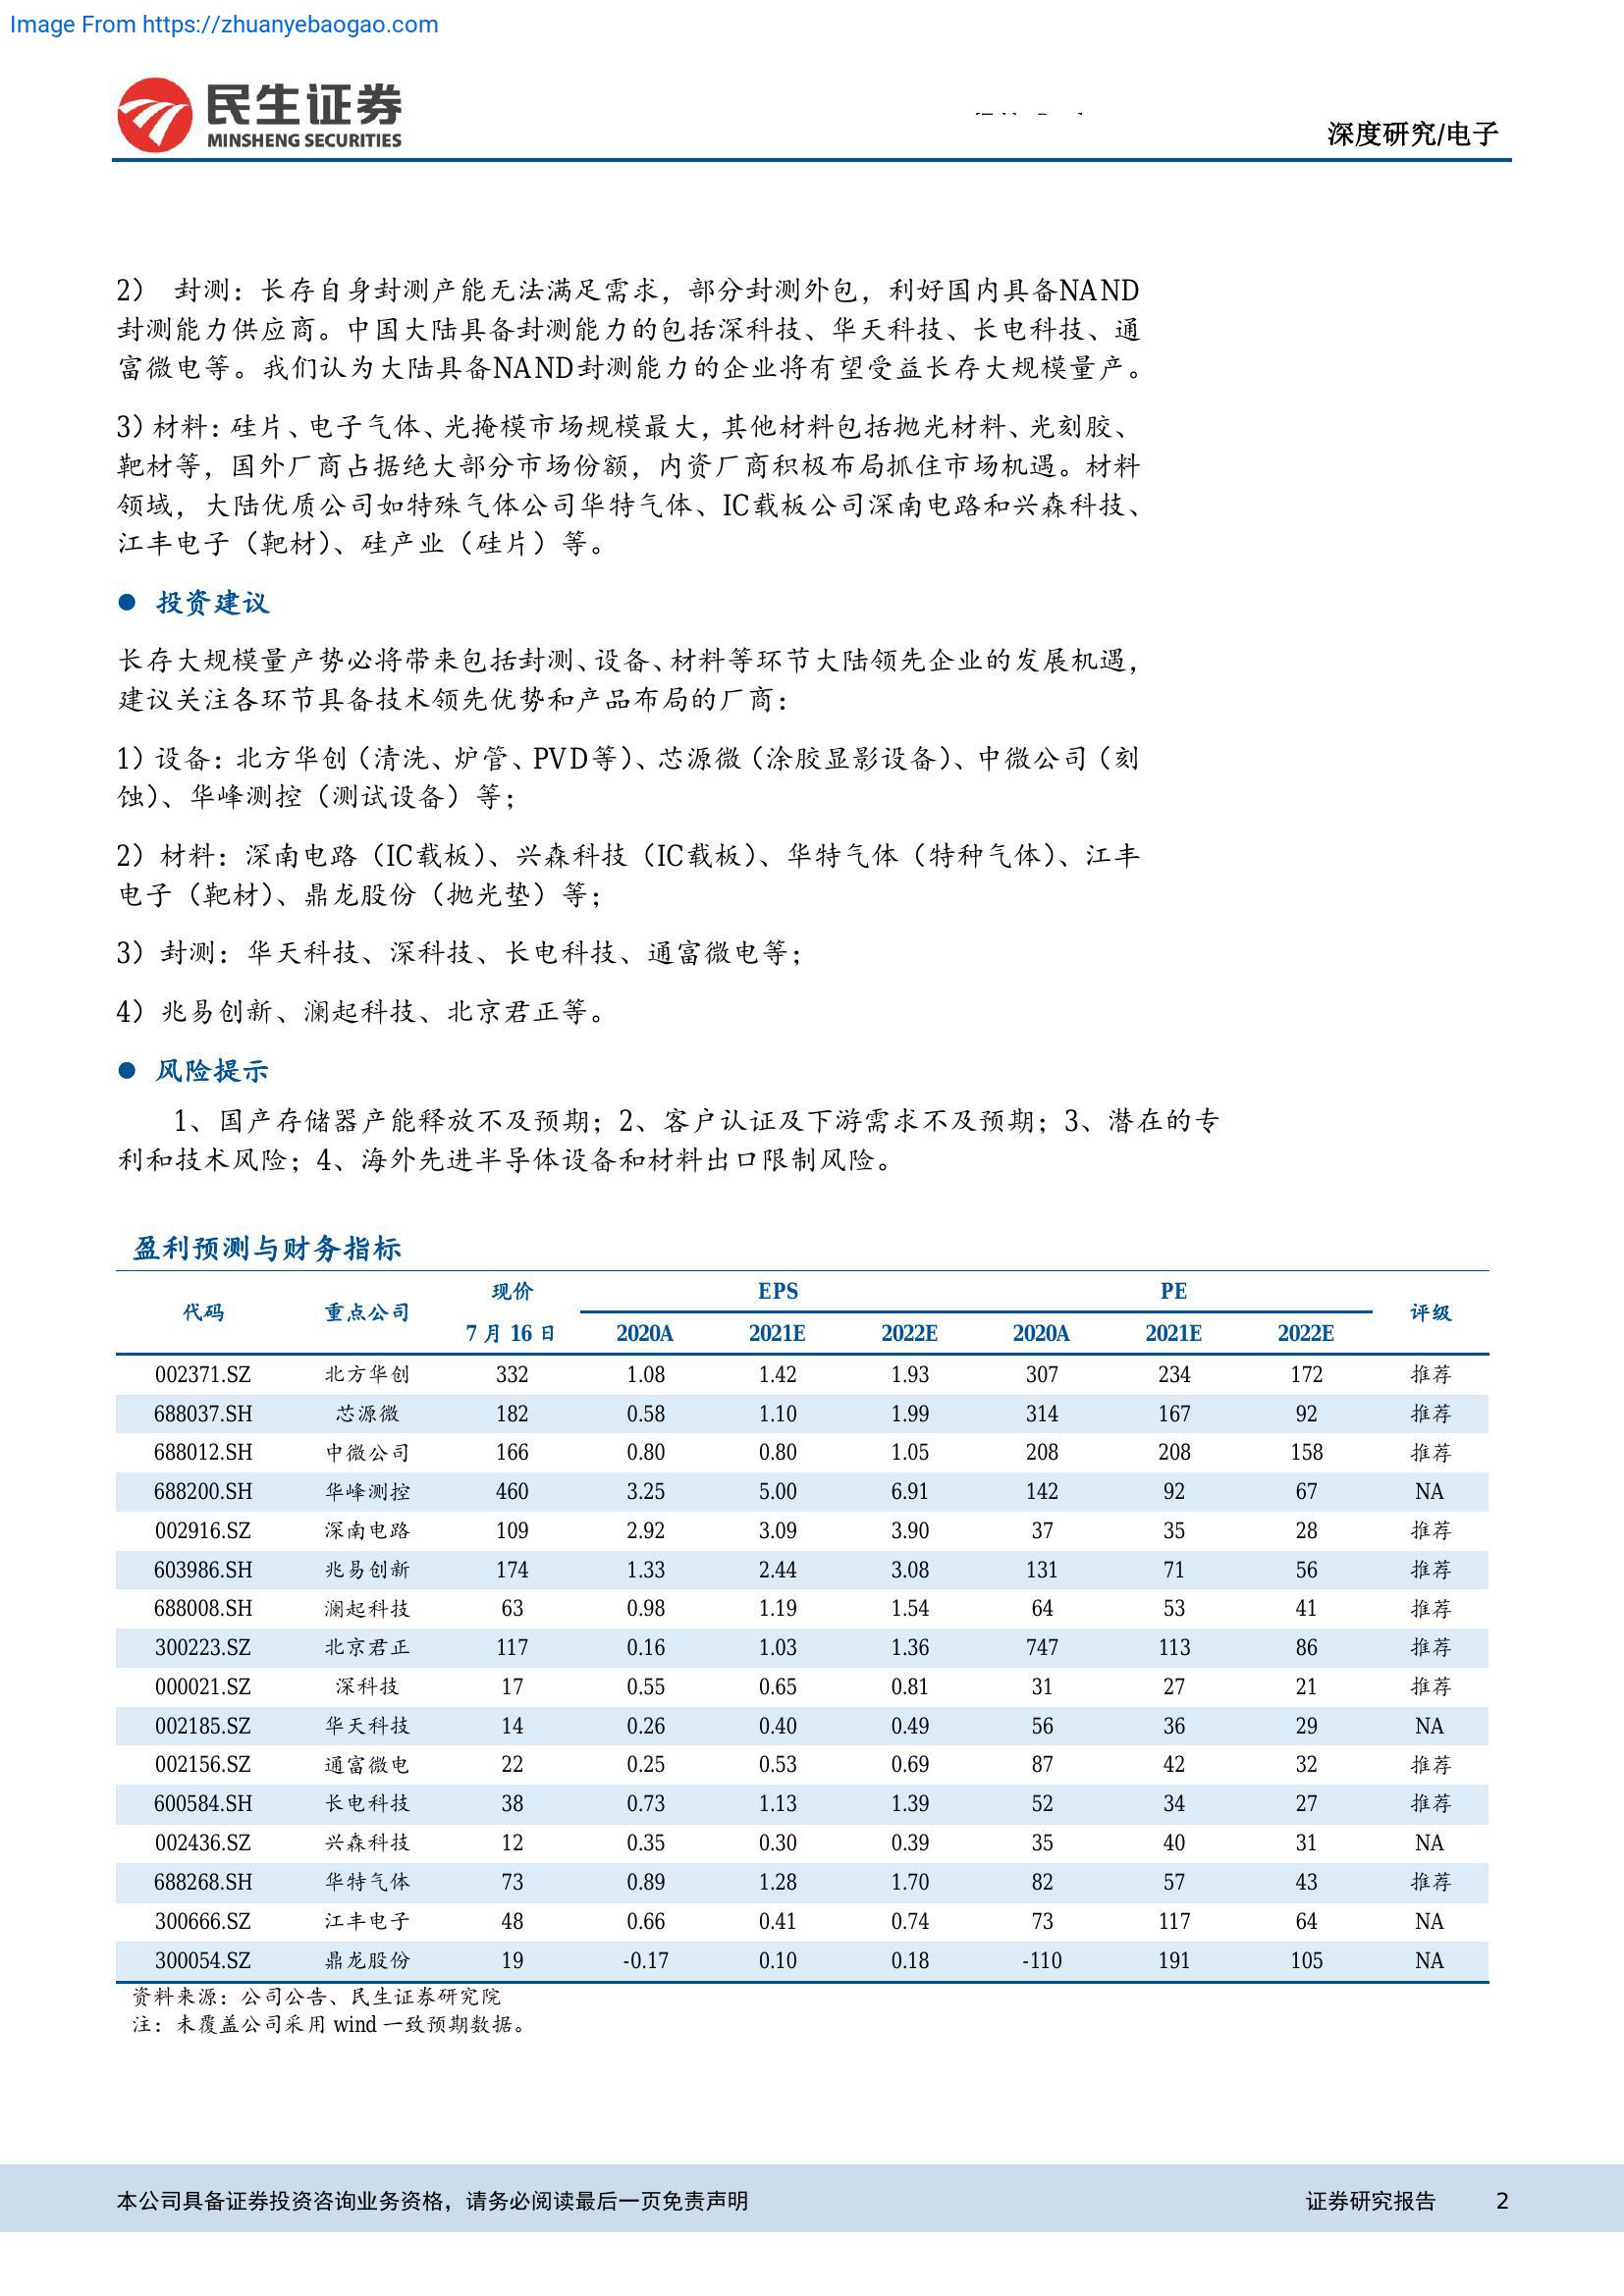 Image From https://zhuanyebaogao.com
民生证券
MINSHENG SECURITIES
深度研究/电子
2） 封测：长存自身封测产能无法满足需求，部分封测外包，利好国内具备NAND
封测能力供应商。中国大陆具备封测能力的包括深科技、华天科技、长电科技、通
富微电等。我们认为大陆具备NAND封测能力的企业将有望受益长存大规模量产。
3）材料：硅片、电子气体、光掩模市场规模最大，其他材料包括抛光材料、光刻胶、
靶材等，国外厂商占据绝大部分市场份额，内资厂商积极布局抓住市场机遇。材料
领域，大陆优质公司如特殊气体公司华特气体、IC载板公司深南电路和兴森科技、
江丰电子（靶材）、硅产业（硅片）等。
● 投资建议
长存大规模量产势必将带来包括封测、设备、材料等环节大陆领先企业的发展机遇，
建议关注各环节具备技术领先优势和产品布局的厂商：
1）设备：北方华创（清洗、炉管、PVD等）、芯源微（涂胶显影设备）、中微公司（刻
蚀）、华峰测控（测试设备）等；
2）材料：深南电路（IC载板）、兴森科技（IC载板）、华特气体（特种气体）、江丰
电子（靶材）、鼎龙股份（抛光垫）等；
3）封测：华天科技、深科技、长电科技、通富微电等；
4）兆易创新、澜起科技、北京君正等。
● 风险提示
1、国产存储器产能释放不及预期；2、客户认证及下游需求不及预期；3、潜在的专
利和技术风险；4、海外先进半导体设备和材料出口限制风险。
盈利预测与财务指标
代码 重点公司 现价 EPS PE 评级
7 月 16 日 2020A 2021E 2022E 2020A 2021E 2022E
002371.SZ 北方华创 332 1.08 1.42 1.93 307 234 172 推荐
688037.SH 芯源微 182 0.58 1.10 1.99 314 167 92 推荐
688012.SH 中微公司 166 0.80 0.80 1.05 208 208 158 推荐
688200.SH 华峰测控 460 3.25 5.00 6.91 142 92 67 NA
002916.SZ 深南电路 109 2.92 3.09 3.90 37 35 28 推荐
603986.SH 兆易创新 174 1.33 2.44 3.08 131 71 56 推荐
688008.SH 澜起科技 63 0.98 1.19 1.54 64 53 41 推荐
300223.SZ 北京君正 117 0.16 1.03 1.36 747 113 86 推荐
000021.SZ 深科技 17 0.55 0.65 0.81 31 27 21 推荐
002185.SZ 华天科技 14 0.26 0.40 0.49 56 36 29 NA
002156.SZ 通富微电 22 0.25 0.53 0.69 87 42 32 推荐
600584.SH 长电科技 38 0.73 1.13 1.39 52 34 27 推荐
002436.SZ 兴森科技 12 0.35 0.30 0.39 35 40 31 NA
688268.SH 华特气体 73 0.89 1.28 1.70 82 57 43 推荐
300666.SZ 江丰电子 48 0.66 0.41 0.74 73 117 64 NA
300054.SZ 鼎龙股份 19 -0.17 0.10 0.18 -110 191 105 NA
资料来源：公司公告、民生证券研究院
注：未覆盖公司采用 wind 一致预期数据。
本公司具备证券投资咨询业务资格，请务必阅读最后一页免责声明 证券研究报告 2